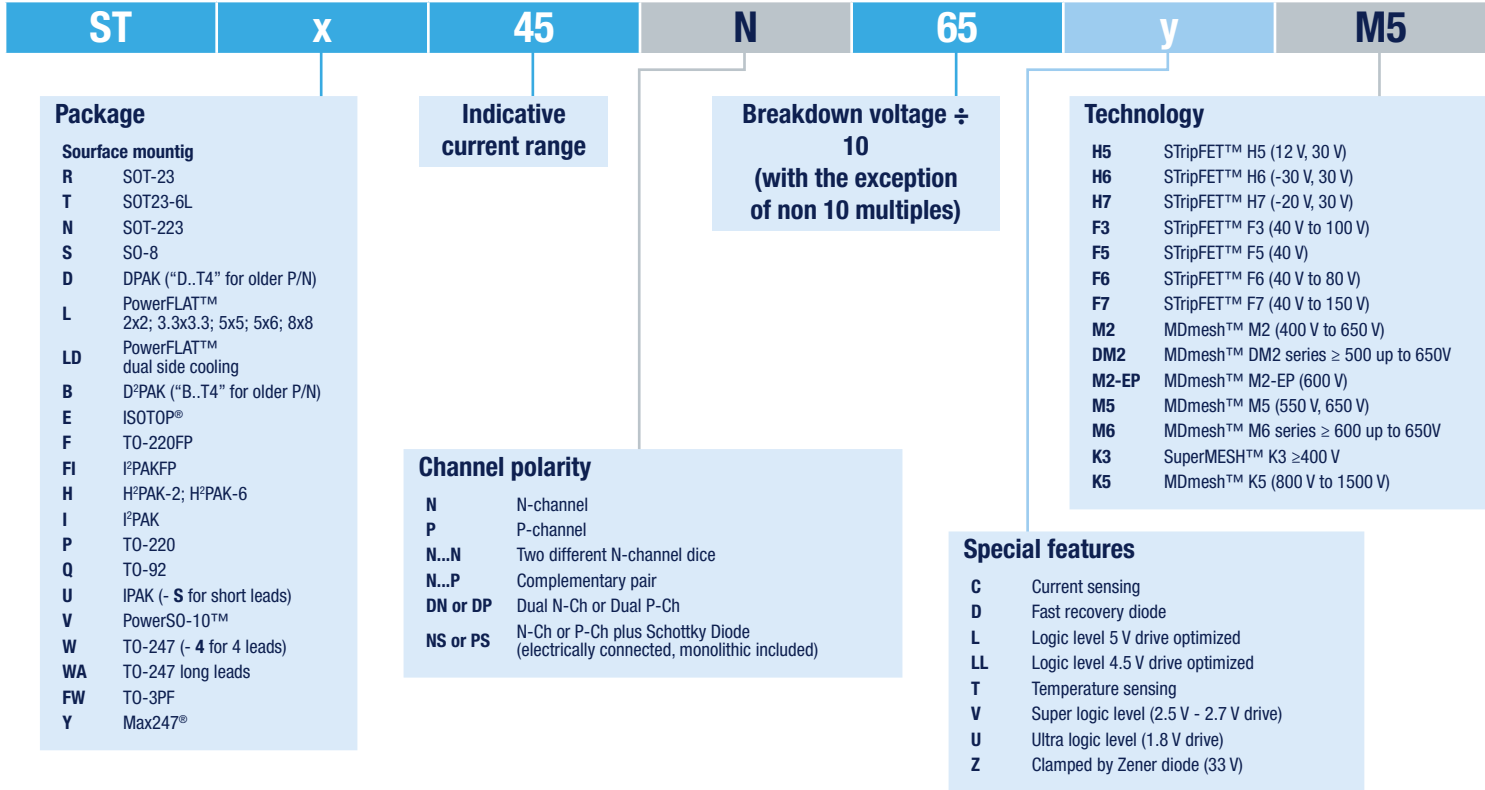 ST x 45 N 65 y M5
Package
Sourface mountig
R SOT-23
T SOT23-6L
N SOT-223
S SO-8
D DPAK (“D..T4” for older P/N)
L PowerFLAT™
2x2; 3.3x3.3; 5x5; 5x6; 8x8
LD PowerFLAT™
dual side cooling
B D²PAK (“B..T4” for older P/N)
E ISOTOP®
F TO-220FP
FI I²PAKFP
H H²PAK-2; H²PAK-6
I I²PAK
P TO-220
Q TO-92
U IPAK (- S for short leads)
V PowerSO-10™
W TO-247 (- 4 for 4 leads)
WA TO-247 long leads
FW TO-3PF
Y Max247®
Indicative
current range
Channel polarity
N N-channel
P P-channel
N...N Two different N-channel dice
N...P Complementary pair
DN or DP Dual N-Ch or Dual P-Ch
NS or PS N-Ch or P-Ch plus Schottky Diode
(electrically connected, monolithic included)
Breakdown voltage ÷
10
(with the exception
of non 10 multiples)
Technology
H5 STripFET™ H5 (12 V, 30 V)
H6 STripFET™ H6 (-30 V, 30 V)
H7 STripFET™ H7 (-20 V, 30 V)
F3 STripFET™ F3 (40 V to 100 V)
F5 STripFET™ F5 (40 V)
F6 STripFET™ F6 (40 V to 80 V)
F7 STripFET™ F7 (40 V to 150 V)
M2 MDmesh™ M2 (400 V to 650 V)
DM2 MDmesh™ DM2 series ≥ 500 up to 650V
M2-EP MDmesh™ M2-EP (600 V)
M5 MDmesh™ M5 (550 V, 650 V)
M6 MDmesh™ M6 series ≥ 600 up to 650V
K3 SuperMESH™ K3 ≥400 V
K5 MDmesh™ K5 (800 V to 1500 V)
Special features
C Current sensing
D Fast recovery diode
L Logic level 5 V drive optimized
LL Logic level 4.5 V drive optimized
T Temperature sensing
V Super logic level (2.5 V - 2.7 V drive)
U Ultra logic level (1.8 V drive)
Z Clamped by Zener diode (33 V)